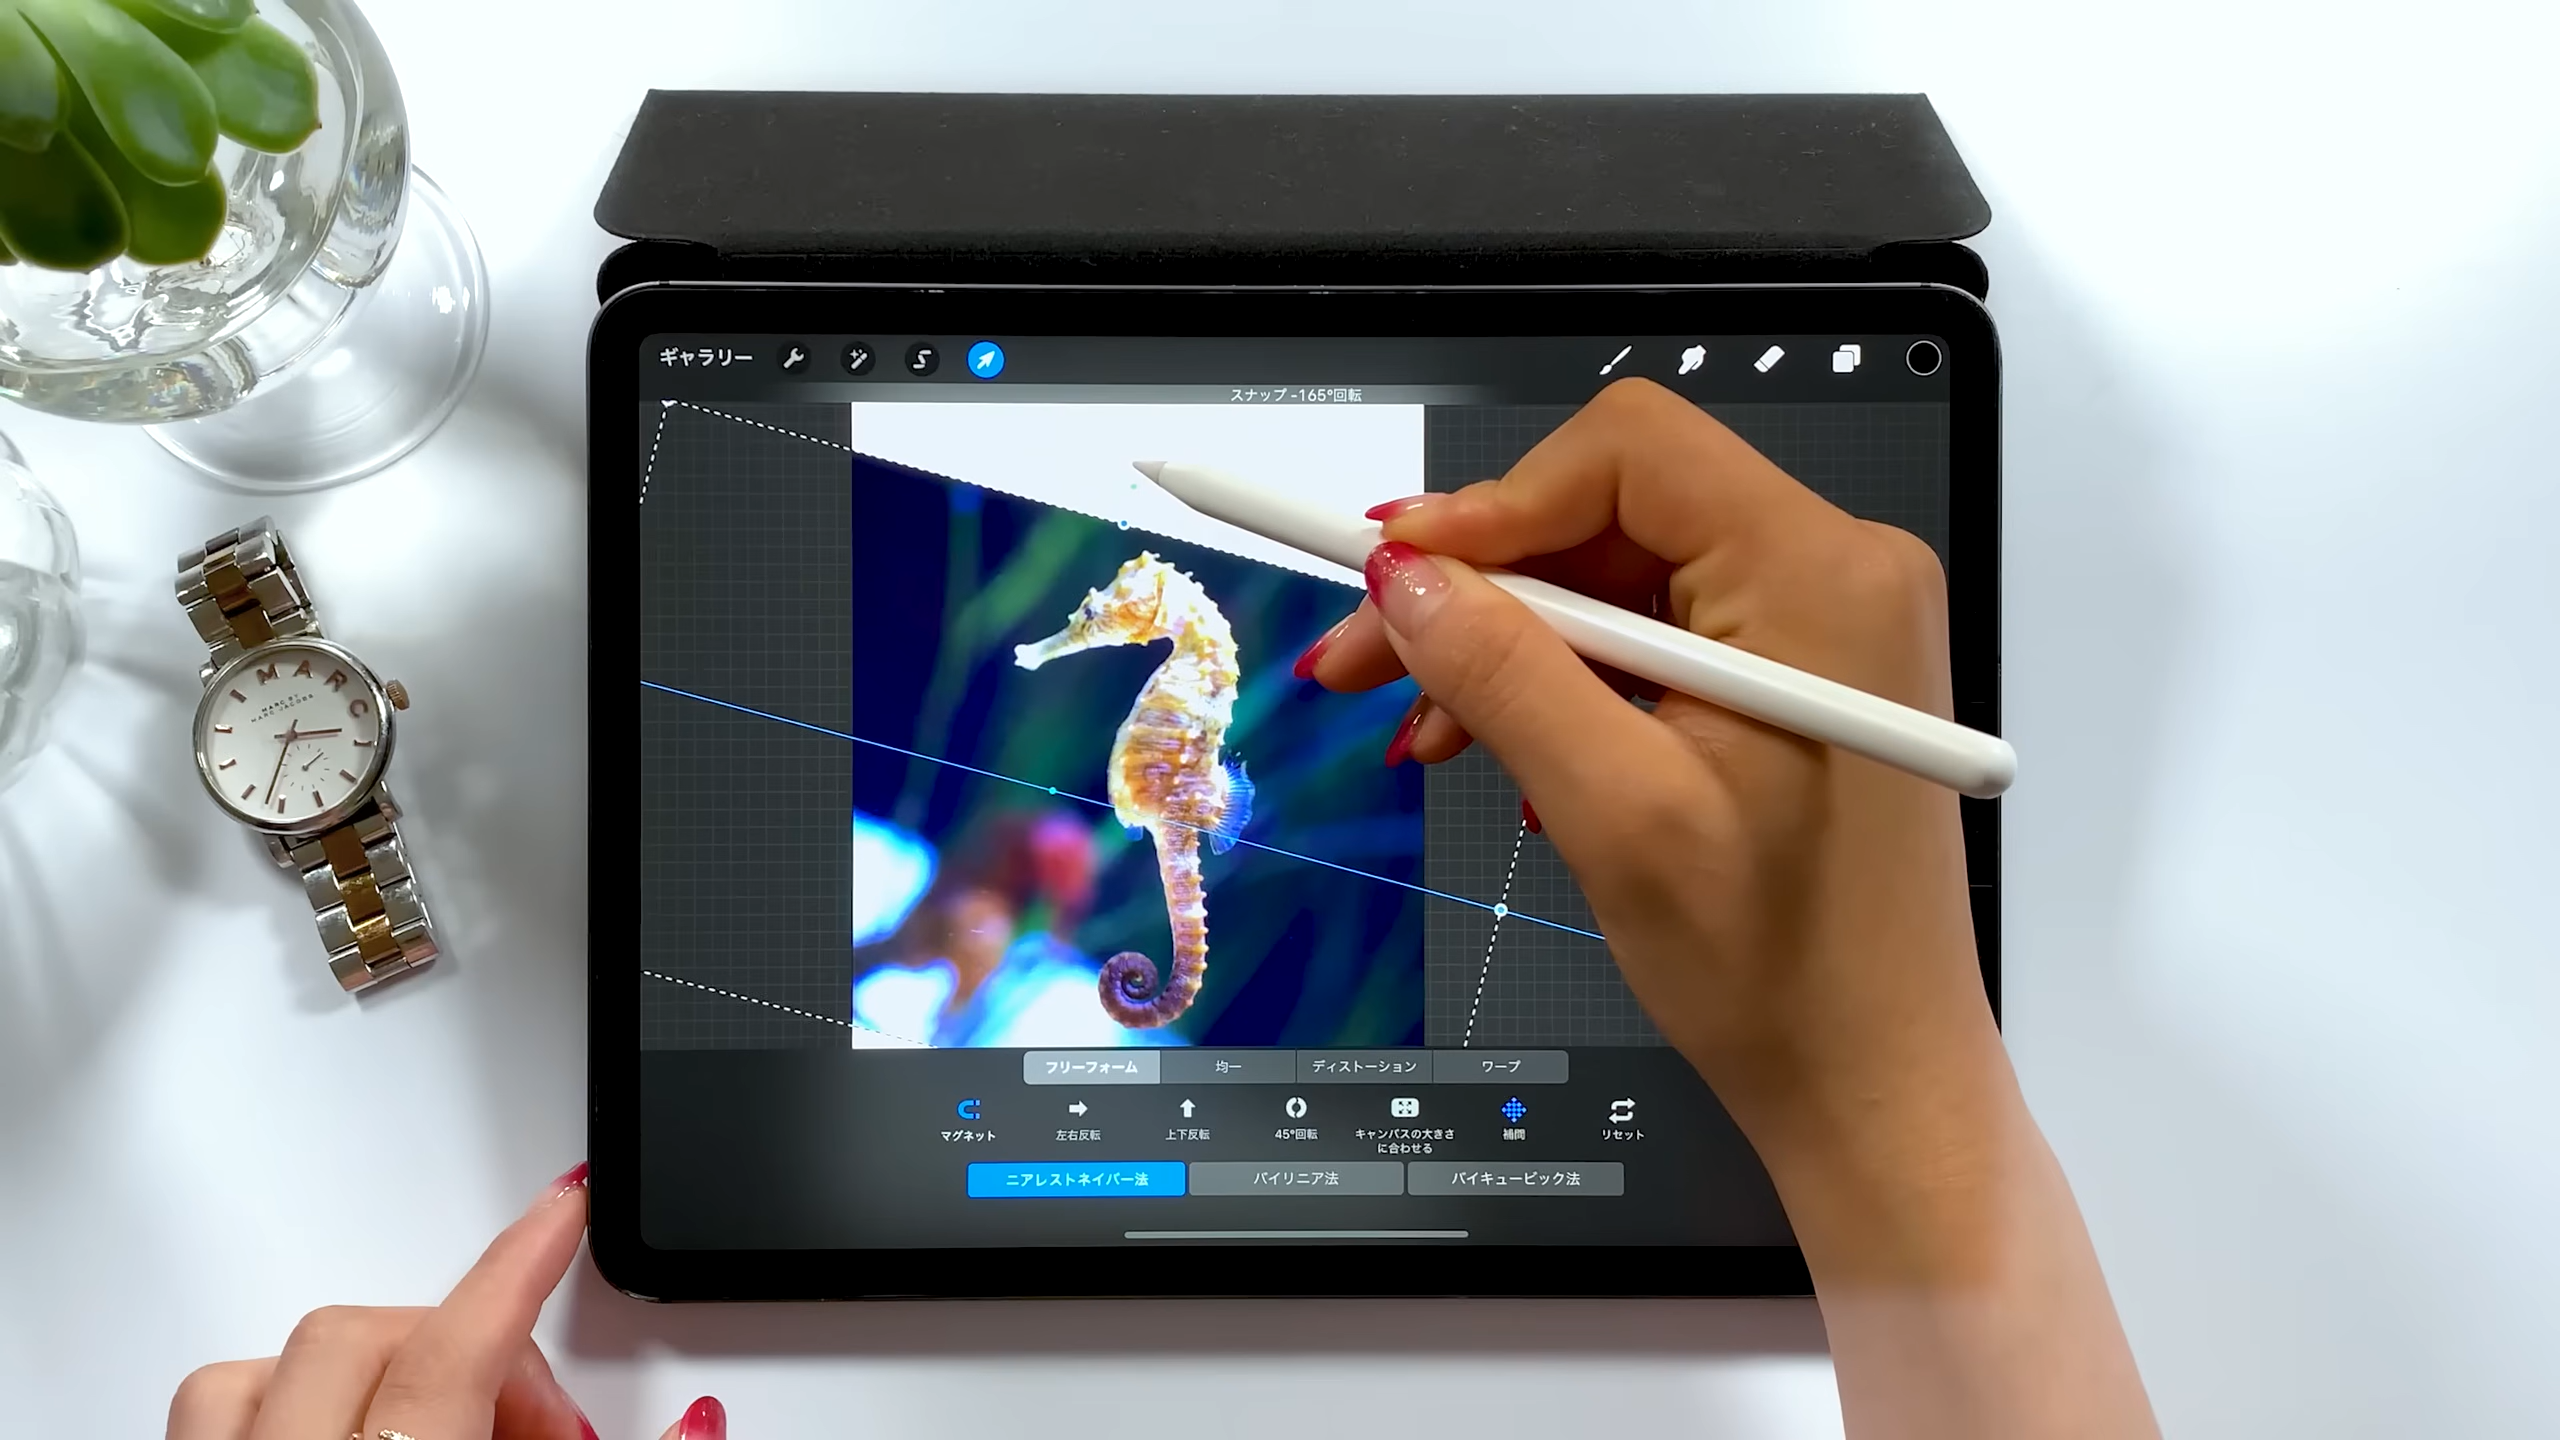 ギャラリー
スナップ -165°回転
MARC J
MARC BY
MARC JACOBS
フリーフォーム
均一
ディストーション
ワープ
マグネット
左右反転
上下反転
45°回転
キャンバスの大きさ
に合わせる
補間
リセット
ニアレストネイバー法
バイリニア法
バイキュービック法